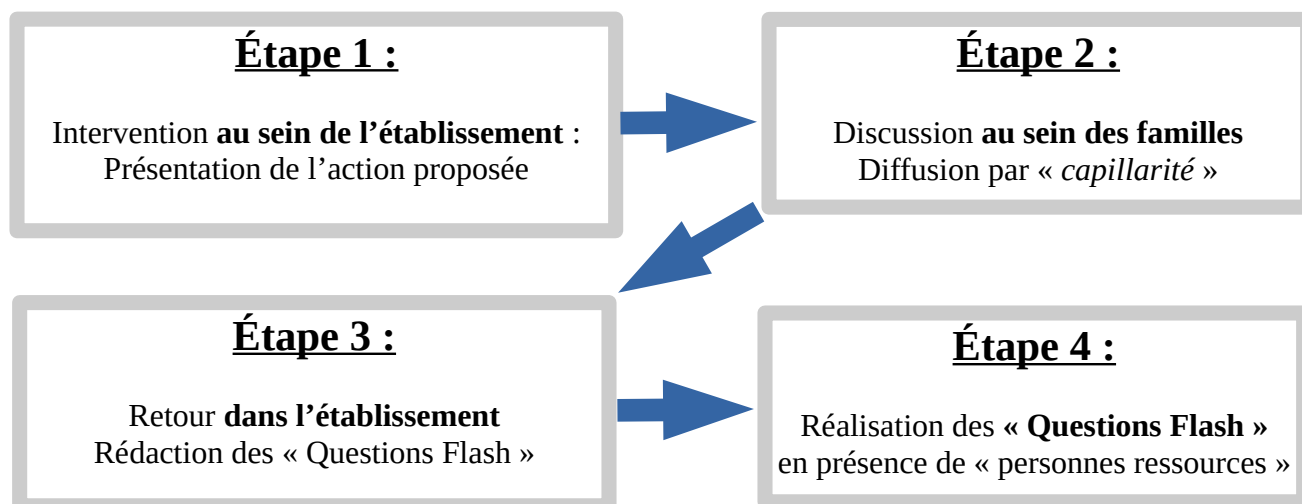 Étape 1 :
Intervention au sein de l’établissement :
Présentation de l’action proposée
Étape 2 :
Discussion au sein des familles
Diffusion par « capillarité »
Étape 3 :
Retour dans l’établissement
Rédaction des « Questions Flash »
Étape 4 :
Réalisation des « Questions Flash »
en présence de « personnes ressources »